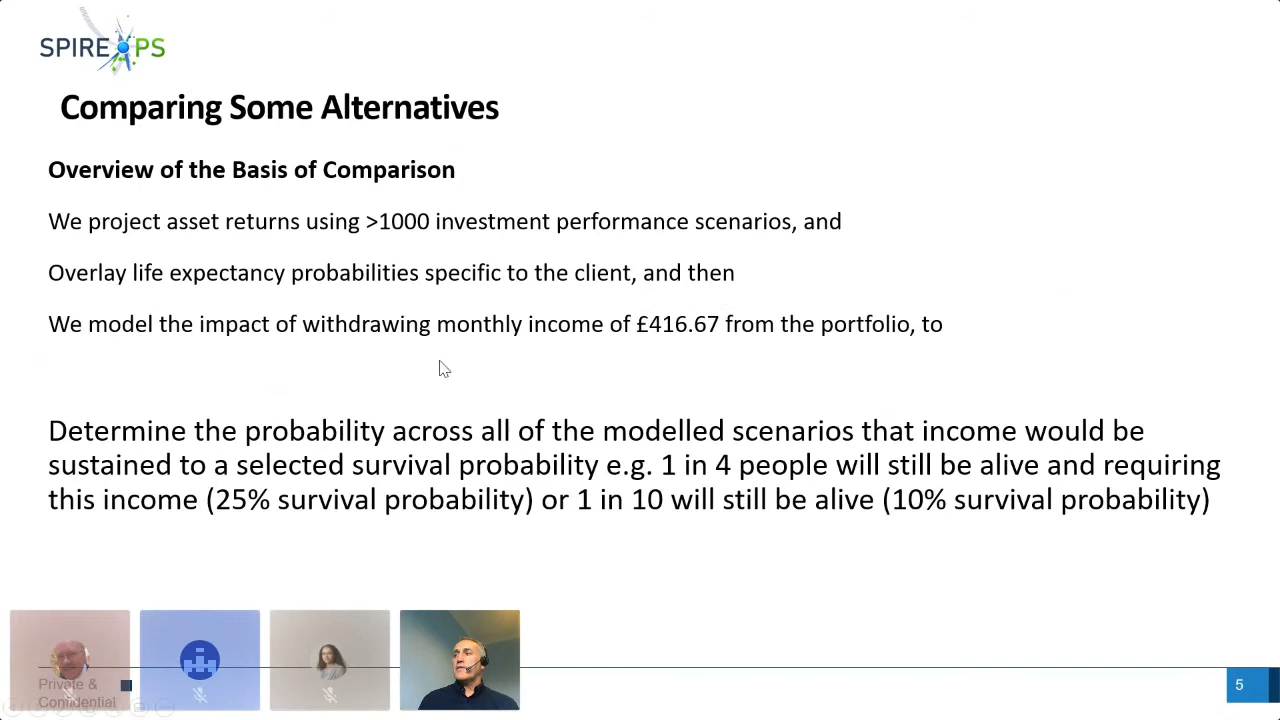 SPIRE PS
Comparing Some Alternatives
Overview of the Basis of Comparison
We project asset returns using >1000 investment performance scenarios, and
Overlay life expectancy probabilities specific to the client, and then
We model the impact of withdrawing monthly income of £416.67 from the portfolio, to
Determine the probability across all of the modelled scenarios that income would be
sustained to a selected survival probability e.g. 1 in 4 people will still be alive and requiring
this income (25% survival probability) or 1 in 10 will still be alive (10% survival probability)
Private &
Confidential
5